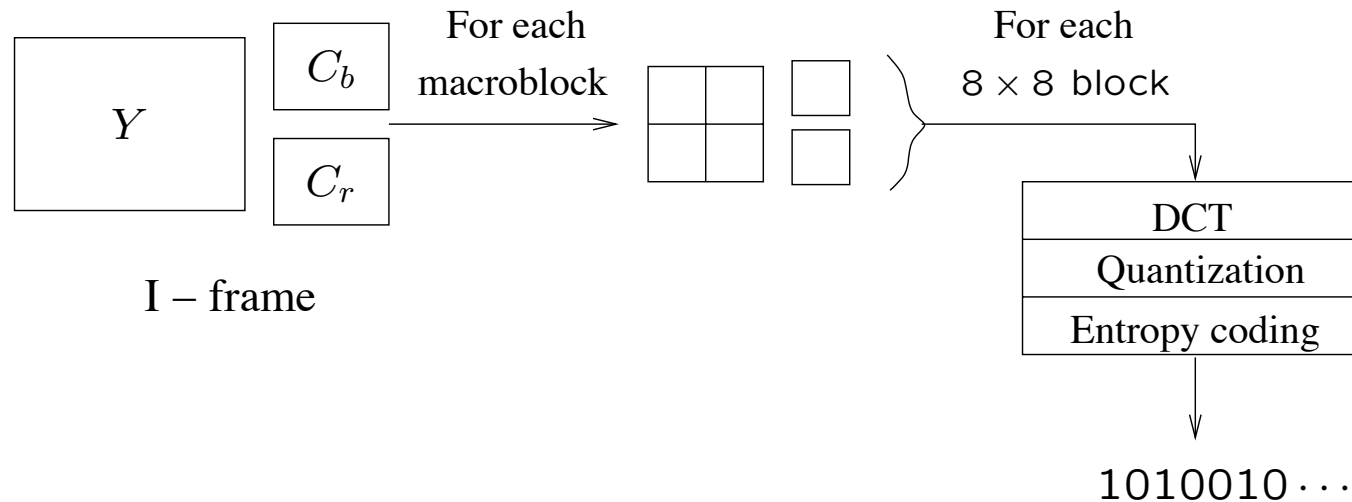 Y
C_b
C_r
I – frame
For each
macroblock
For each
8 × 8 block
DCT
Quantization
Entropy coding
1010010···